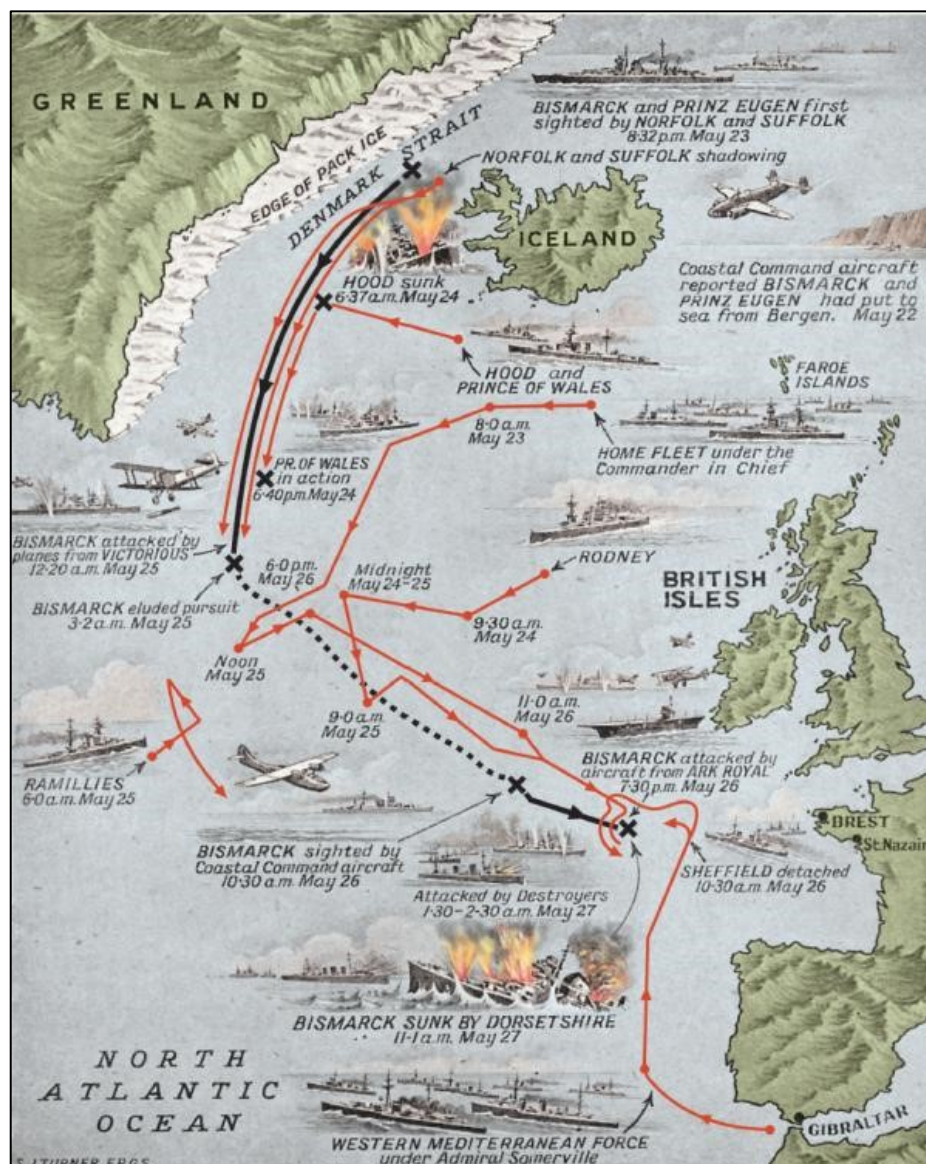 GREENLAND
EDGE OF PACK ICE
DENMARK STRAIT
BISMARCK and PRINZ EUGEN first
sighted by NORFOLK and SUFFOLK
8·32p.m. May 23
NORFOLK and SUFFOLK shadowing
ICELAND
HOOD sunk
6·37a.m. May 24
Coastal Command aircraft
reported BISMARCK and
PRINZ EUGEN had put to
sea from Bergen. May 22
HOOD and
PRINCE OF WALES
FAROE
ISLANDS
8·0 a.m.
May 23
HOME FLEET under the
Commander in Chief
PR. OF WALES
in action
6·40p.m. May 24
BISMARCK attacked by
planes from VICTORIOUS
12·20 a.m. May 25
6·0 p.m.
May 26
Midnight
May 24-25
RODNEY
BRITISH
ISLES
BISMARCK eluded pursuit
3·2 a.m. May 25
9·30 a.m.
May 24
Noon
May 25
9·0 a.m.
May 25
11·0 a.m.
May 26
RAMILLIES
6·0 a.m. May 25
BISMARCK attacked by
aircraft from ARK ROYAL
7·30 p.m. May 26
BREST
St. Nazair
BISMARCK sighted by
Coastal Command aircraft
10·30 a.m. May 26
SHEFFIELD detached
10·30 a.m. May 26
Attacked by Destroyers
1·30-2·30 a.m. May 27
BISMARCK SUNK BY DORSETSHIRE
11·1 a.m. May 27
NORTH
ATLANTIC
OCEAN
GIBRALTAR
WESTERN MEDITERRANEAN FORCE
under Admiral Somerville